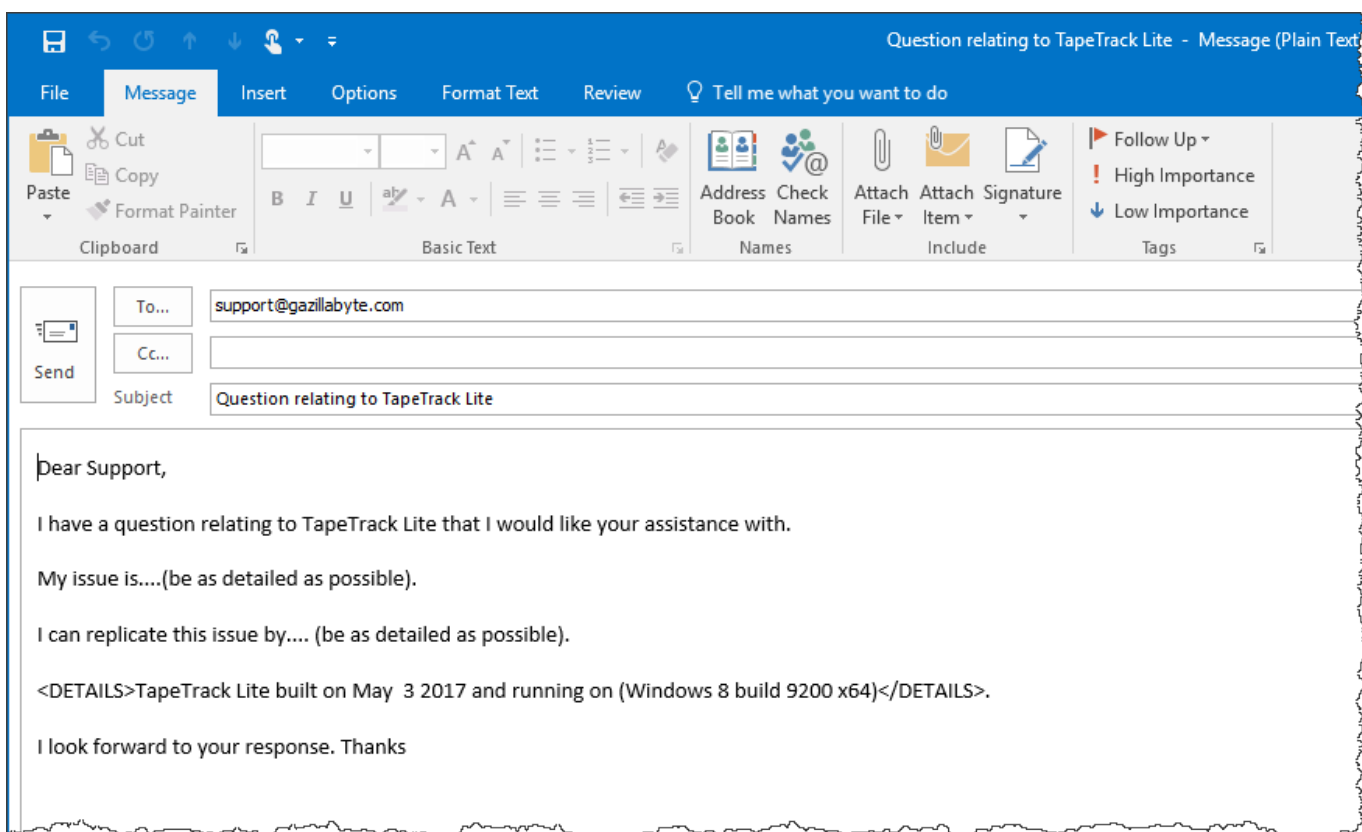 Question relating to TapeTrack Lite - Message (Plain Text
File Message Insert Options Format Text Review Tell me what you want to do
Paste
Cut
Copy
Format Painter
Clipboard
B I U
Basic Text
Address Book
Check Names
Names
Attach File
Attach Item
Signature
Include
Follow Up
High Importance
Low Importance
Tags
Send
To... support@gazillabyte.com
Cc...
Subject Question relating to TapeTrack Lite
Dear Support,
I have a question relating to TapeTrack Lite that I would like your assistance with.
My issue is....(be as detailed as possible).
I can replicate this issue by.... (be as detailed as possible).
<DETAILS>TapeTrack Lite built on May  3 2017 and running on (Windows 8 build 9200 x64)</DETAILS>.
I look forward to your response. Thanks